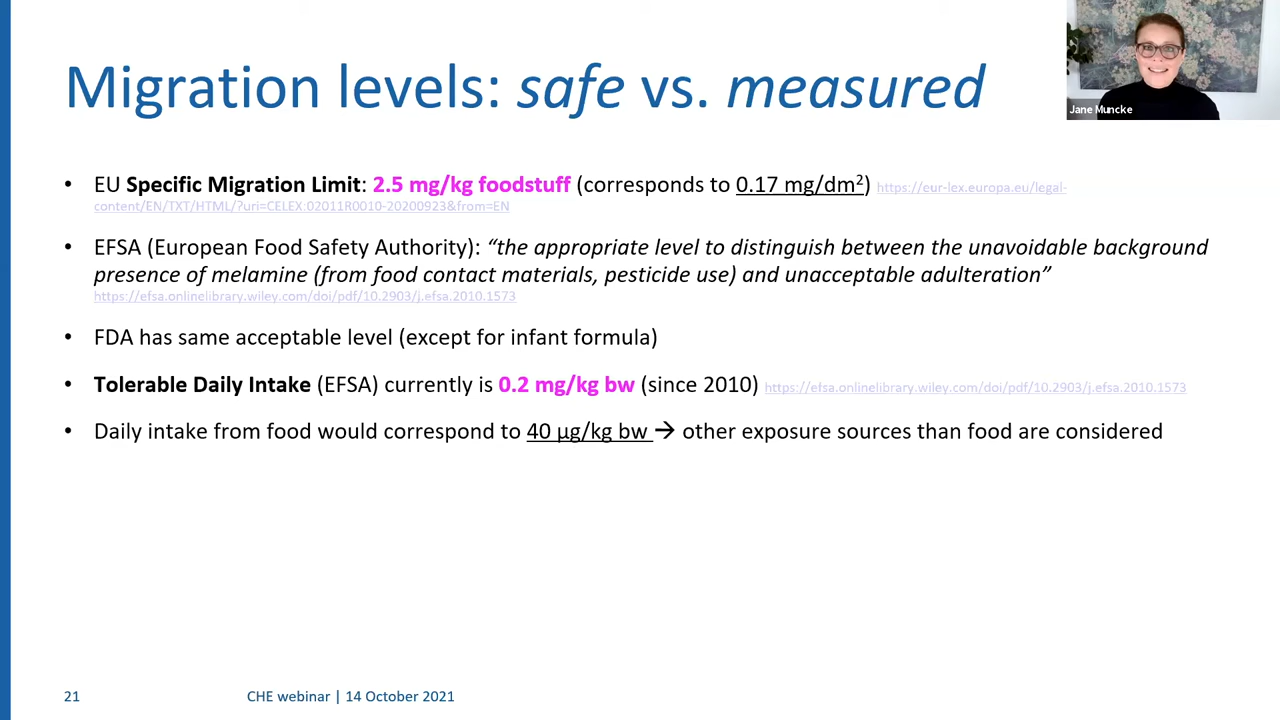 Migration levels: safe vs. measured
Jane Muncke
• EU Specific Migration Limit: 2.5 mg/kg foodstuff (corresponds to 0.17 mg/dm²) https://eur-lex.europa.eu/legal-
content/EN/TXT/HTML/?uri=CELEX:02011R0010-20200923&from=EN
• EFSA (European Food Safety Authority): “the appropriate level to distinguish between the unavoidable background
presence of melamine (from food contact materials, pesticide use) and unacceptable adulteration”
https://efsa.onlinelibrary.wiley.com/doi/pdf/10.2903/j.efsa.2010.1573
• FDA has same acceptable level (except for infant formula)
• Tolerable Daily Intake (EFSA) currently is 0.2 mg/kg bw (since 2010) https://efsa.onlinelibrary.wiley.com/doi/pdf/10.2903/j.efsa.2010.1573
• Daily intake from food would correspond to 40 µg/kg bw → other exposure sources than food are considered
21
CHE webinar | 14 October 2021